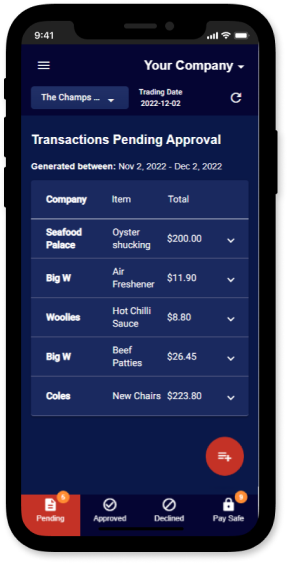 9:41
Your Company
The Champs ...
Trading Date
2022-12-02
Transactions Pending Approval
Generated between: Nov 2, 2022 - Dec 2, 2022
Company Item Total
Seafood Palace Oyster shucking $200.00
Big W Air Freshener $11.90
Woolies Hot Chilli Sauce $8.80
Big W Beef Patties $26.45
Coles New Chairs $223.80
5 9
Pending Approved Declined Pay Safe